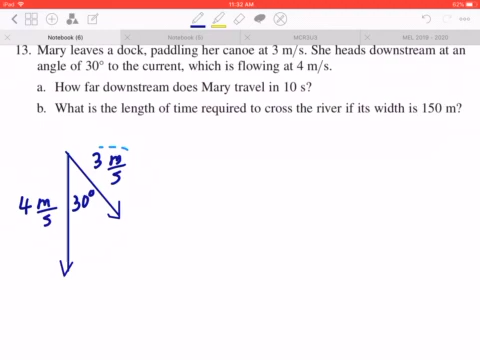 iPad 11:32 AM 82%
Notebook (6) Notebook (5) MCR3U/s MEL 2019 - 2020
13. Mary leaves a dock, paddling her canoe at 3 m/s. She heads downstream at an
angle of 30° to the current, which is flowing at 4 m/s.
a. How far downstream does Mary travel in 10 s?
b. What is the length of time required to cross the river if its width is 150 m?
3 m/s
4 m/s 30°